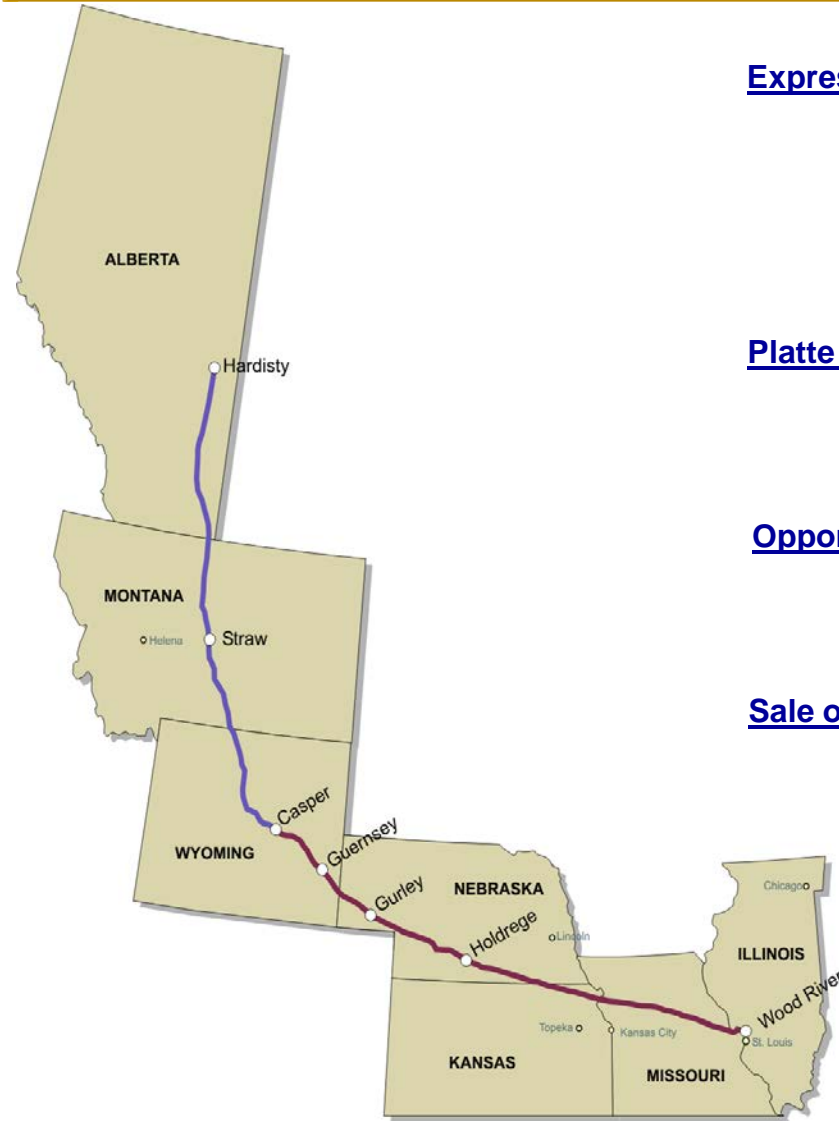 Expres
ALBERTA
Hardisty
Platte
Oppor
MONTANA
Helena
Straw
Sale o
Casper
WYOMING
Guernsey
Gurley
NEBRASKA
Chicago
Holdrege
Lincoln
ILLINOIS
Wood River
Topeka
Kansas City
St. Louis
KANSAS
MISSOURI